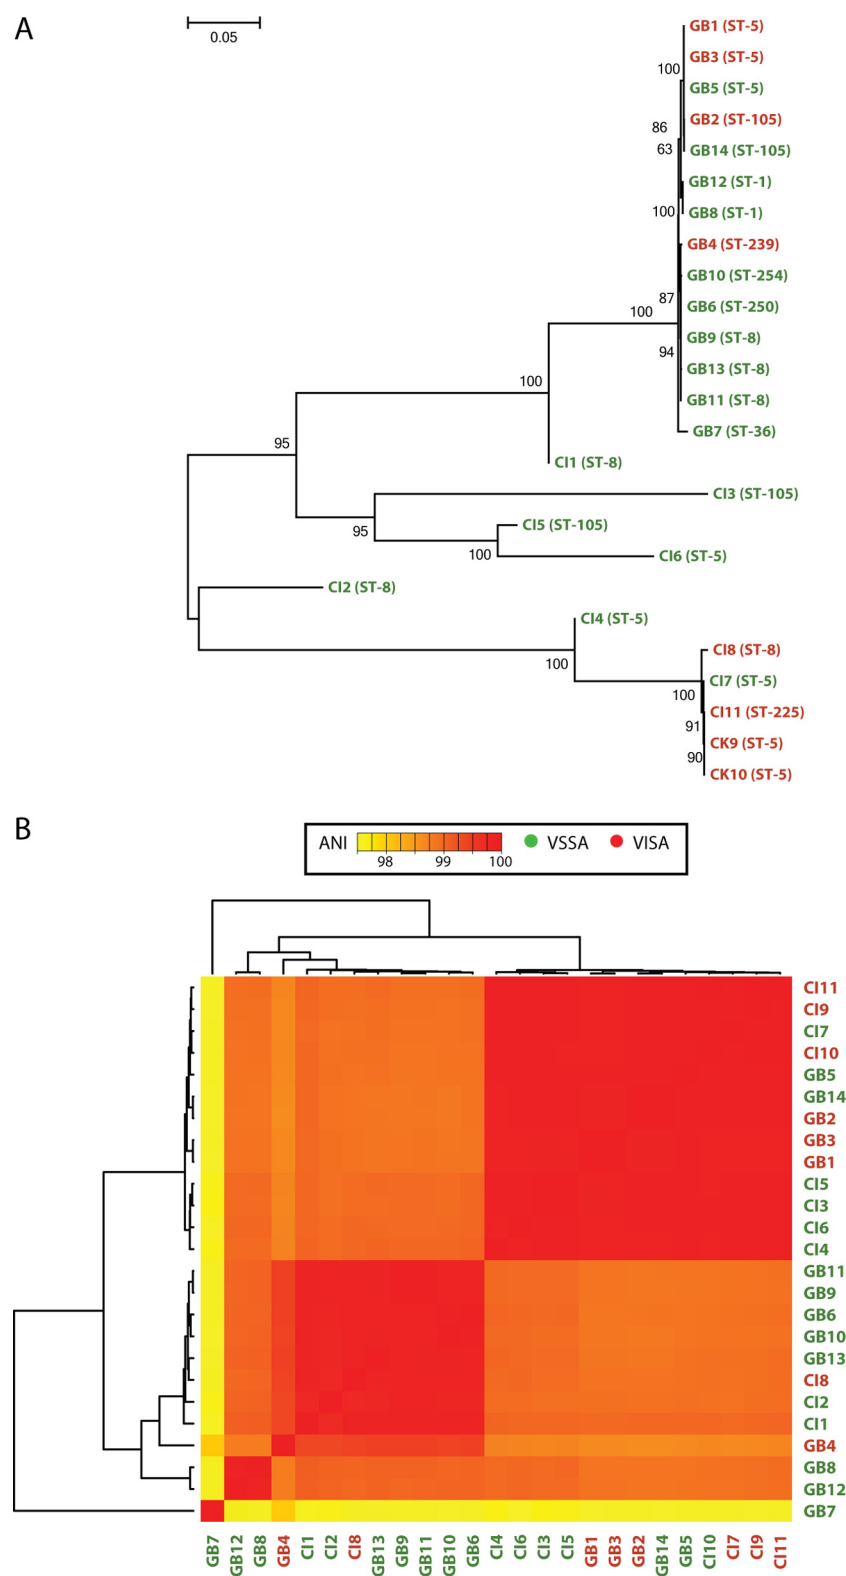 A
0.05
GB1 (ST-5)
GB3 (ST-5)
100
GB5 (ST-5)
GB2 (ST-105)
86
63
GB14 (ST-105)
GB12 (ST-1)
100
GB8 (ST-1)
GB4 (ST-239)
GB10 (ST-254)
87
GB6 (ST-250)
100
GB9 (ST-8)
94
GB13 (ST-8)
100
GB11 (ST-8)
GB7 (ST-36)
95
CI1 (ST-8)
CI3 (ST-105)
95
CI5 (ST-105)
100
CI6 (ST-5)
CI2 (ST-8)
CI4 (ST-5)
100
CI8 (ST-8)
CI7 (ST-5)
100
CI11 (ST-225)
91
CK9 (ST-5)
90
CK10 (ST-5)
B
ANI 98 99 100 VSSA VISA
CI11
CI9
CI7
CI10
GB5
GB14
GB2
GB3
GB1
CI5
CI3
CI6
CI4
GB11
GB9
GB6
GB10
GB13
CI8
CI2
CI1
GB4
GB8
GB12
GB7
GB7 GB12 GB8 GB4 CI1 CI2 CI8 GB13 GB9 GB11 GB10 GB6 CI4 CI6 CI3 CI5 GB1 GB3 GB2 GB14 GB5 CI10 CI7 CI9 CI11